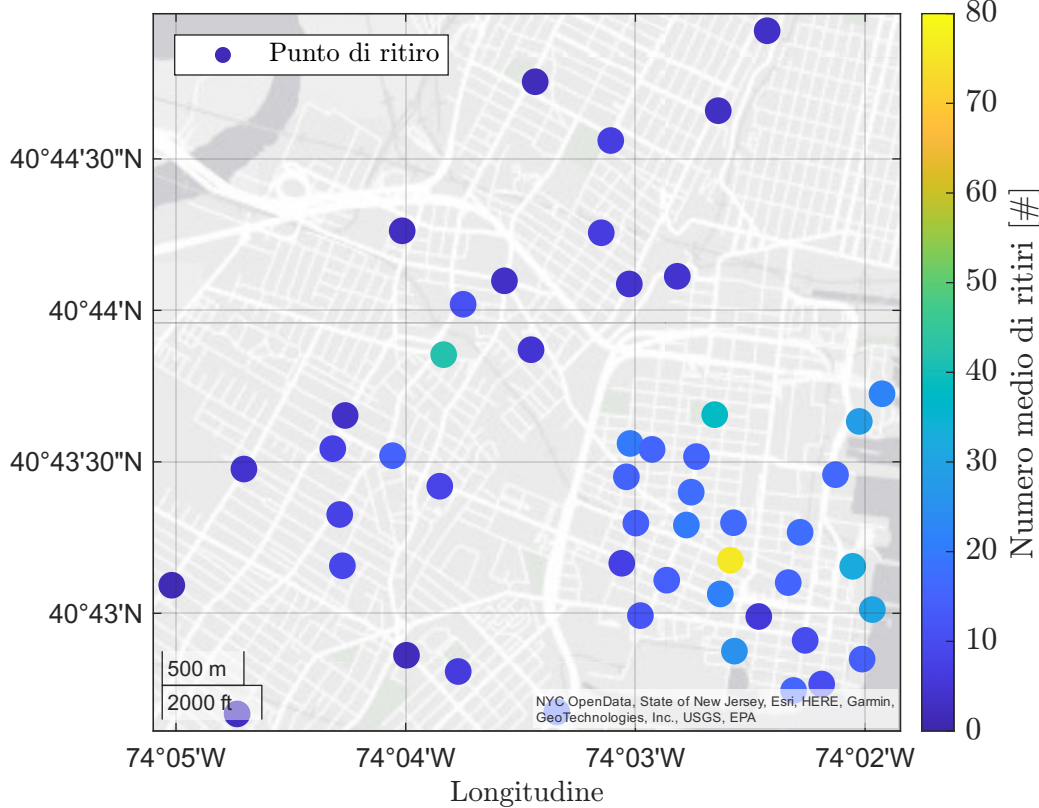 Punto di ritiro
40°44'30"N
40°44'N
40°43'30"N
40°43'N
500 m
2000 ft
NYC OpenData, State of New Jersey, Esri, HERE, Garmin,
GeoTechnologies, Inc., USGS, EPA
74°05'W
74°04'W
74°03'W
74°02'W
Longitudine
80
70
60
50
40
30
20
10
0
Numero medio di ritiri [#]